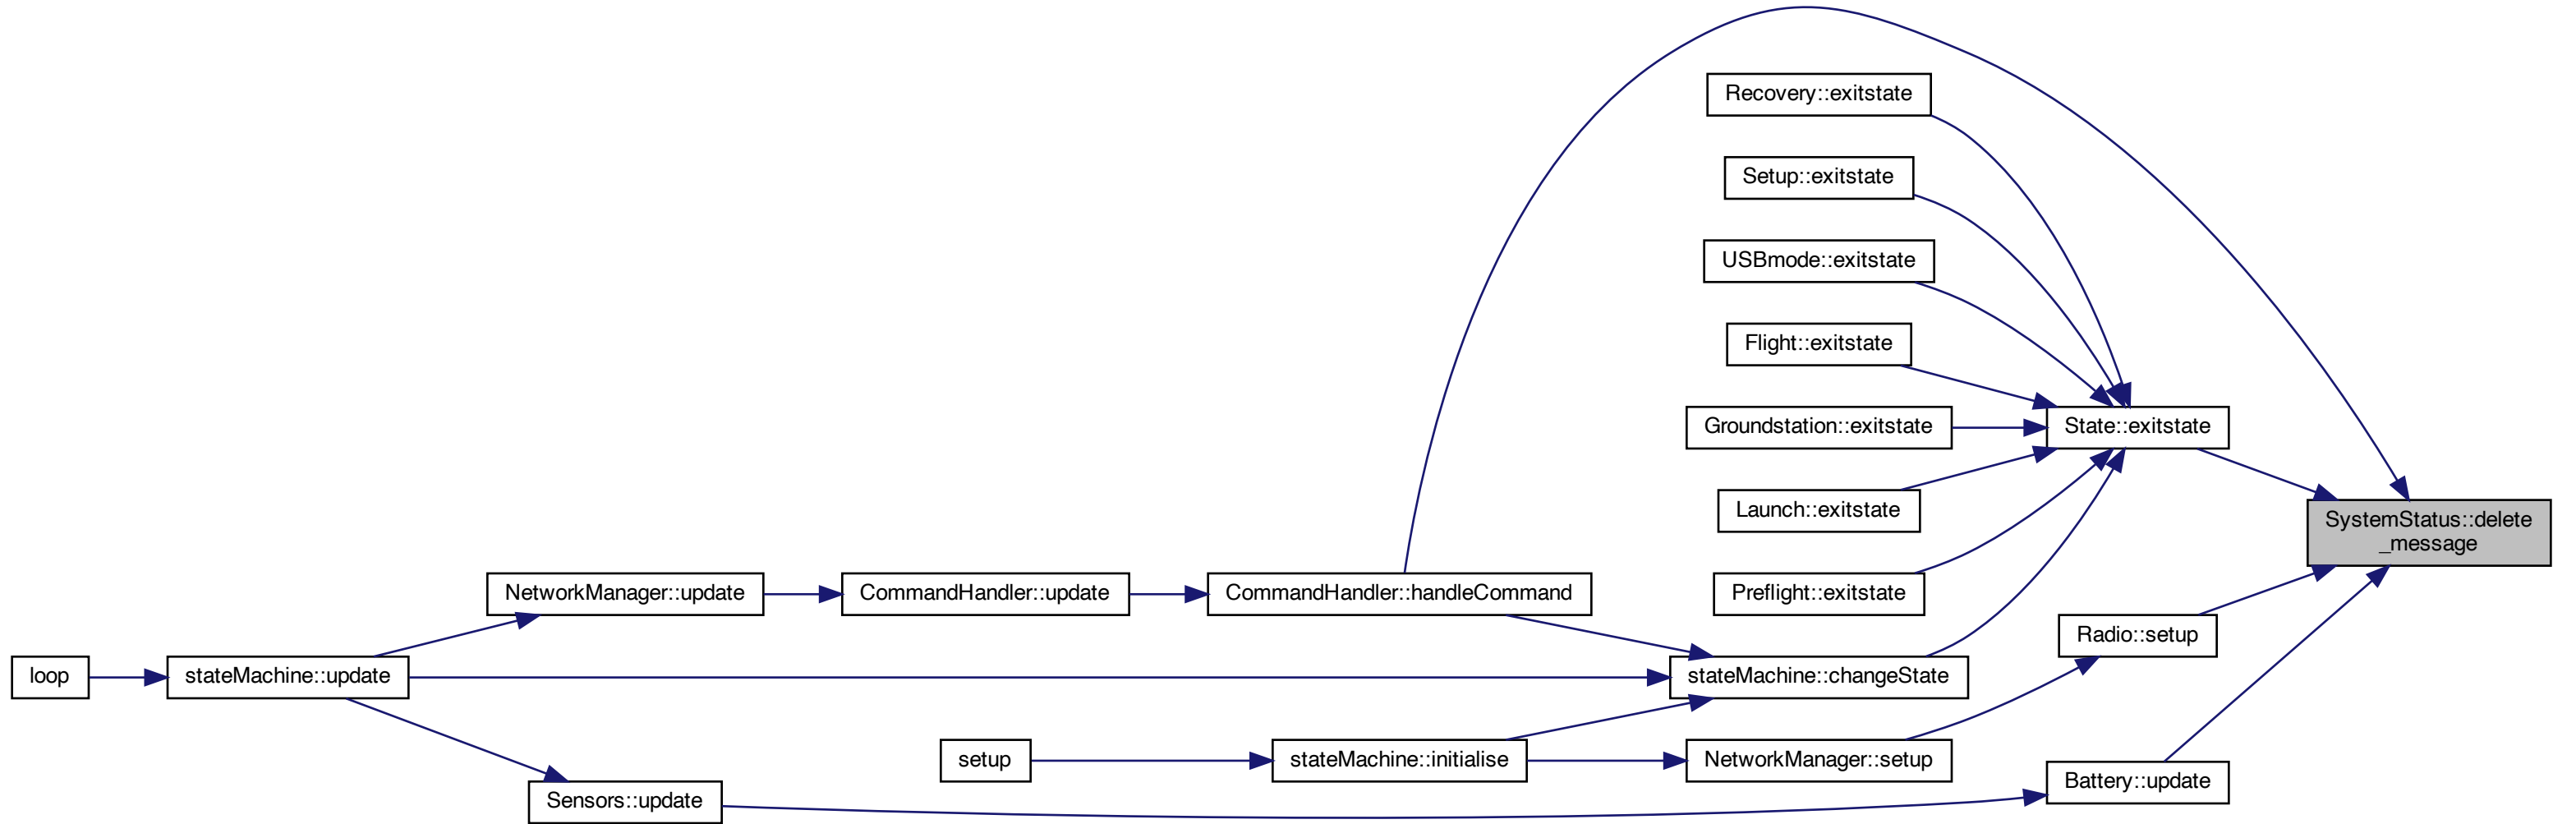 Recovery::exitstate
Setup::exitstate
USBmode::exitstate
Flight::exitstate
Groundstation::exitstate
State::exitstate
Launch::exitstate
SystemStatus::delete
_message
NetworkManager::update
CommandHandler::update
CommandHandler::handleCommand
Preflight::exitstate
Radio::setup
loop
stateMachine::update
stateMachine::changeState
setup
stateMachine::initialise
NetworkManager::setup
Battery::update
Sensors::update